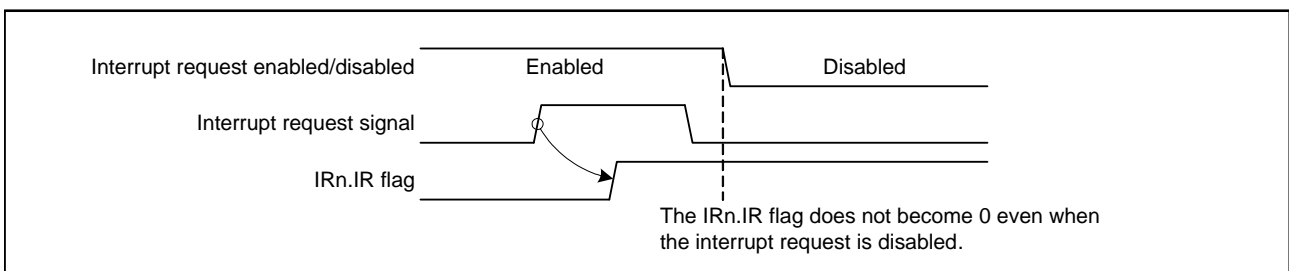 Interrupt request enabled/disabled Enabled Disabled
Interrupt request signal
IRn.IR flag
The IRn.IR flag does not become 0 even when
the interrupt request is disabled.